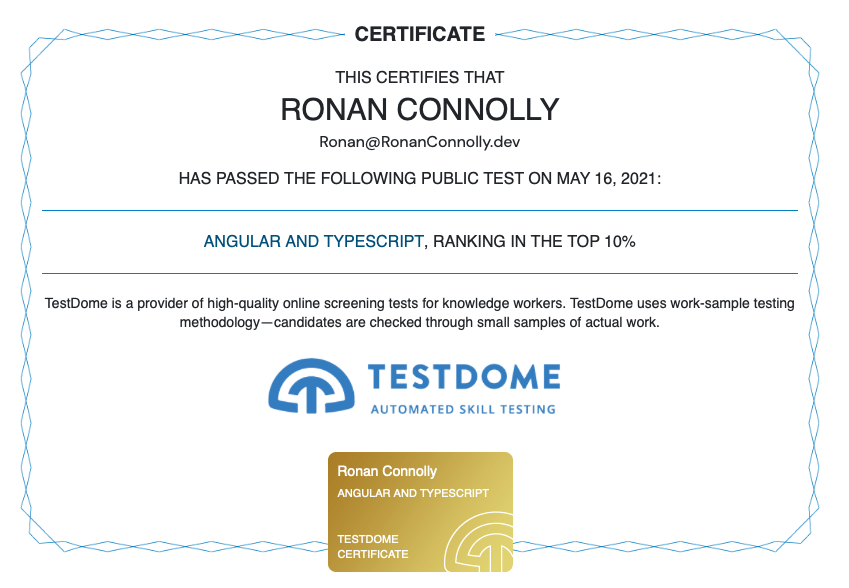 CERTIFICATE
THIS CERTIFIES THAT
RONAN CONNOLLY
Ronan@RonanConnolly.dev
HAS PASSED THE FOLLOWING PUBLIC TEST ON MAY 16, 2021:
ANGULAR AND TYPESCRIPT, RANKING IN THE TOP 10%
TestDome is a provider of high-quality online screening tests for knowledge workers. TestDome uses work-sample testing
methodology—candidates are checked through small samples of actual work.
TESTDOME
AUTOMATED SKILL TESTING
Ronan Connolly
ANGULAR AND TYPESCRIPT
TESTDOME
CERTIFICATE